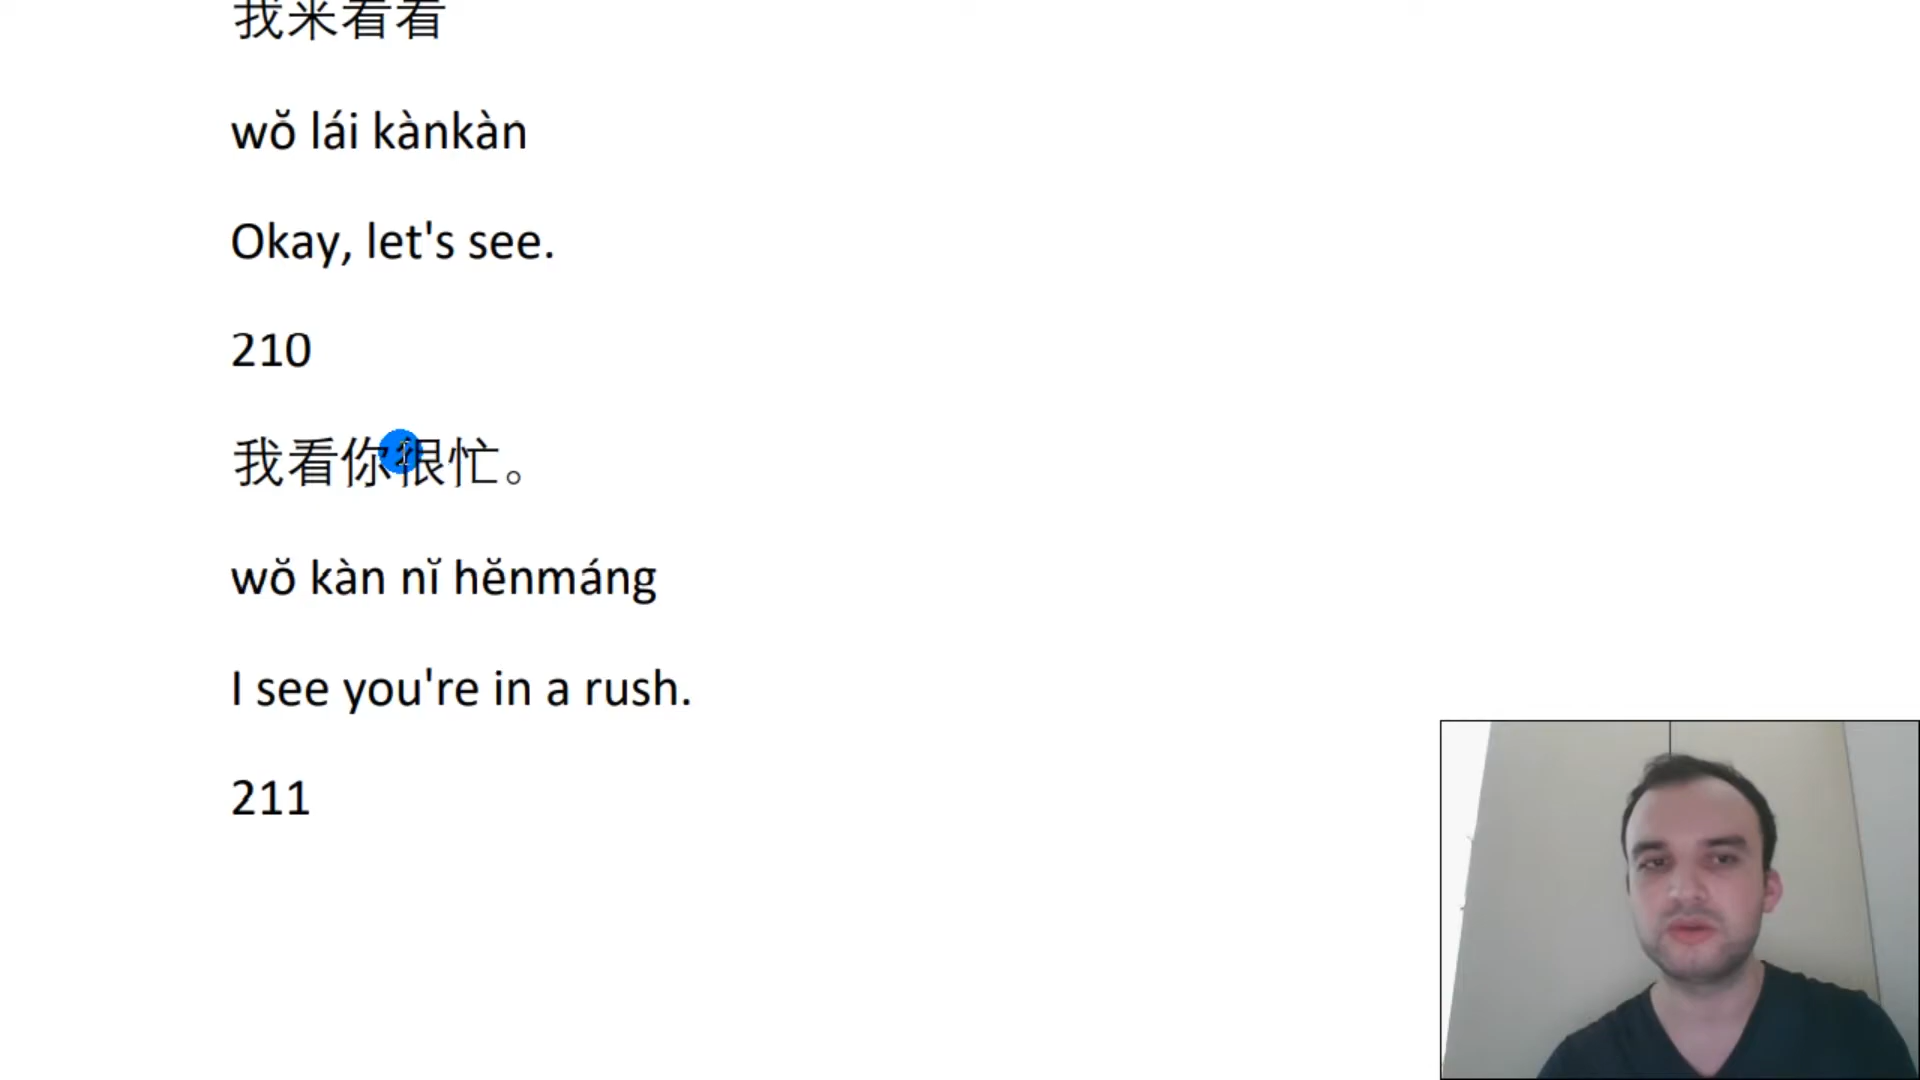 我来看看
wǒ lái kànkàn
Okay, let's see.
210
我看你很忙。
wǒ kàn nǐ hěnmáng
I see you're in a rush.
211